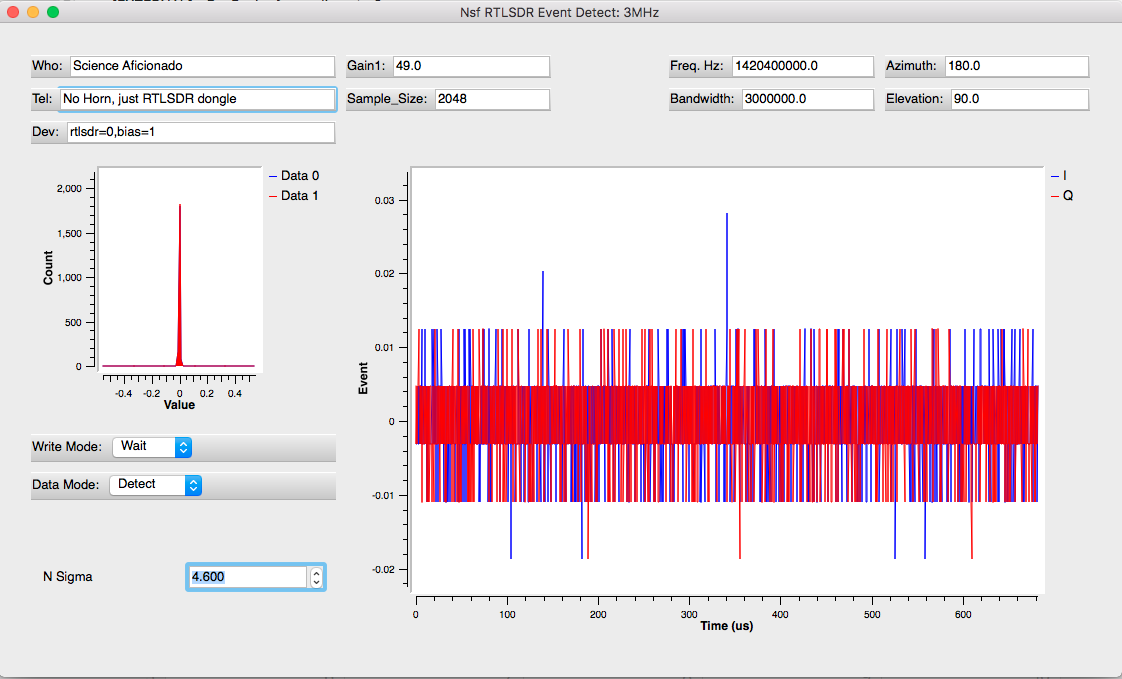 Nsf RTLSDR Event Detect: 3MHz
Who: Science Aficionado Gain1: 49.0 Freq. Hz: 1420400000.0 Azimuth: 180.0
Tel: No Horn, just RTLSDR dongle Sample_Size: 2048 Bandwidth: 3000000.0 Elevation: 90.0
Dev: rtlsdr=0,bias=1
Data 0
Data 1
2,000
1,500
1,000
500
0
Count
-0.4 -0.2 0 0.2 0.4
Value
Write Mode: Wait
Data Mode: Detect
N Sigma 4.600
I
Q
0.03
0.02
0.01
0
-0.01
-0.02
Event
0 100 200 300 400 500 600
Time (us)